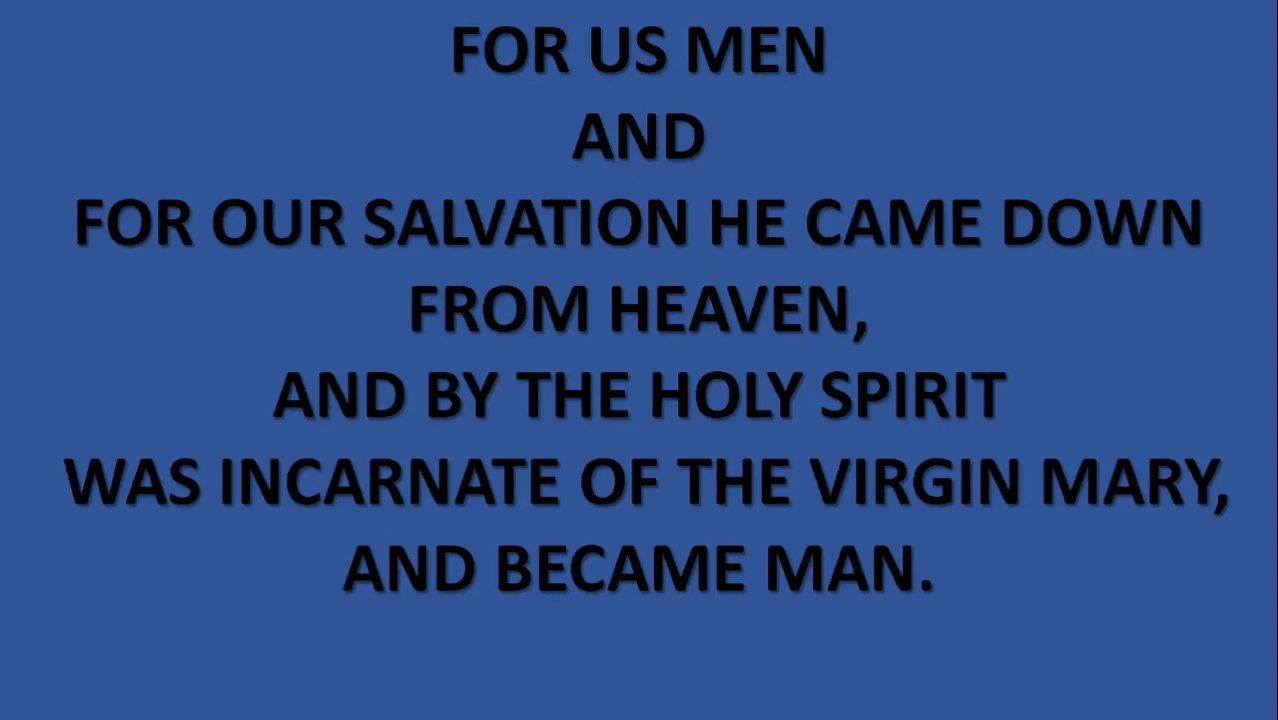 FOR US MEN
AND
FOR OUR SALVATION HE CAME DOWN
FROM HEAVEN,
AND BY THE HOLY SPIRIT
WAS INCARNATE OF THE VIRGIN MARY,
AND BECAME MAN.